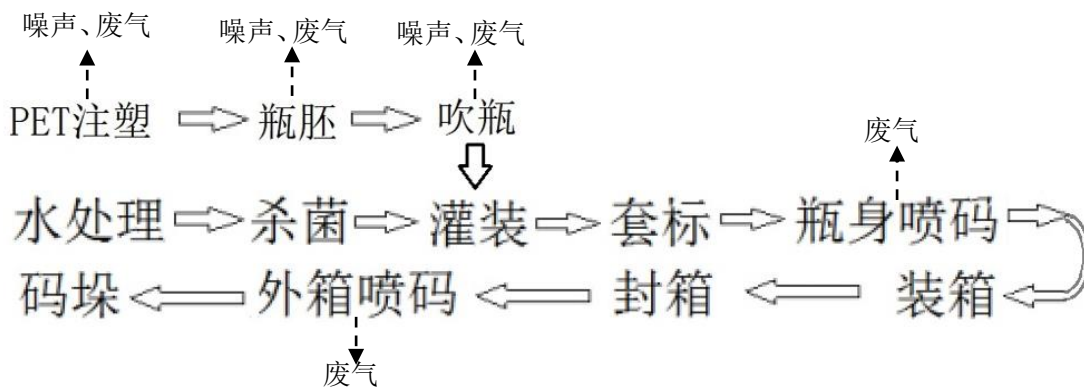 噪声、废气 噪声、废气 噪声、废气
PET注塑 瓶胚 吹瓶
废气
水处理 杀菌 灌装 套标 瓶身喷码
码垛 外箱喷码 封箱 装箱
废气